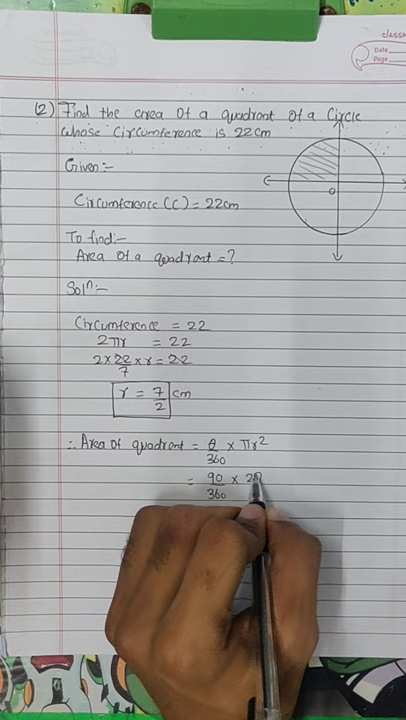 classm
Date
Page
(2) Find the area of a quadrant of a Circle
whose Circumference is 22cm
Given:-
Circumference (C) = 22cm
O
To find:-
Area of a quadrant = ?
Solⁿ:-
Circumference = 22
2πr = 22
2 × 22/7 × r = 22
r = 7/2 cm
∴ Area of quadrant = θ/360 × πr²
= 90/360 × 2